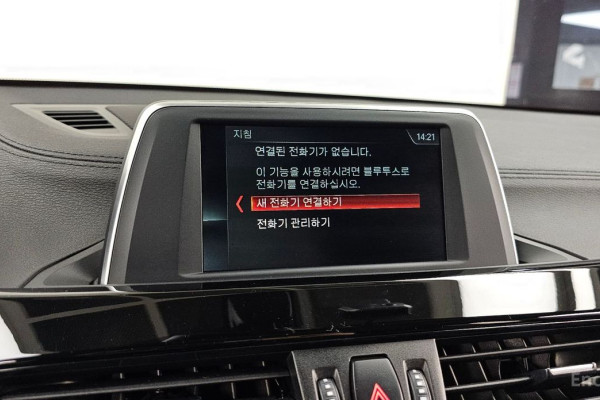 지침
14:21
연결된 전화기가 없습니다.
이 기능을 사용하시려면 블루투스로
전화기를 연결하십시오.
새 전화기 연결하기
전화기 관리하기